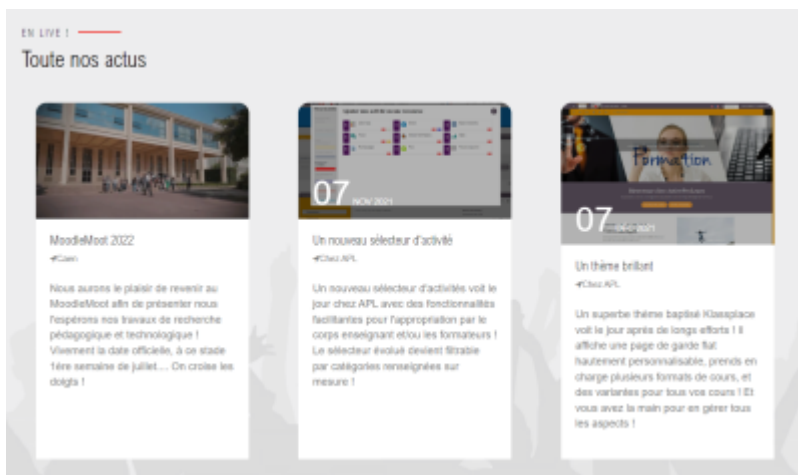 EN LIVE !
Toute nos actus
MoodleMoot 2022
Caen
Nous aurons le plaisir de revenir au
MoodleMoot afin de présenter nous
l'espérons nos travaux de recherche
pédagogique et technologique !
Vivement la date officielle, à ce stade
1ère semaine de juillet ... On croise les
doigts !
07 NOV 2021
Un nouveau sélecteur d'activité
Chez APL
Un nouveau sélecteur d'activités voit le
jour chez APL avec des fonctionnalités
facilitantes pour l'appropriation par le
corps enseignant et/ou les formateurs !
Le sélecteur évolué devient filtrable
par catégories renseignées sur
mesure !
Formation
07 DEC 2021
Un thème brillant
Chez APL
Un superbe thème baptisé Klassplace
voit le jour après de longs efforts ! Il
affiche une page de garde flat
hautement personnalisable, prends en
charge plusieurs formats de cours, et
des variantes pour tous vos cours ! Et
vous avez la main pour en gérer tous
les aspects !